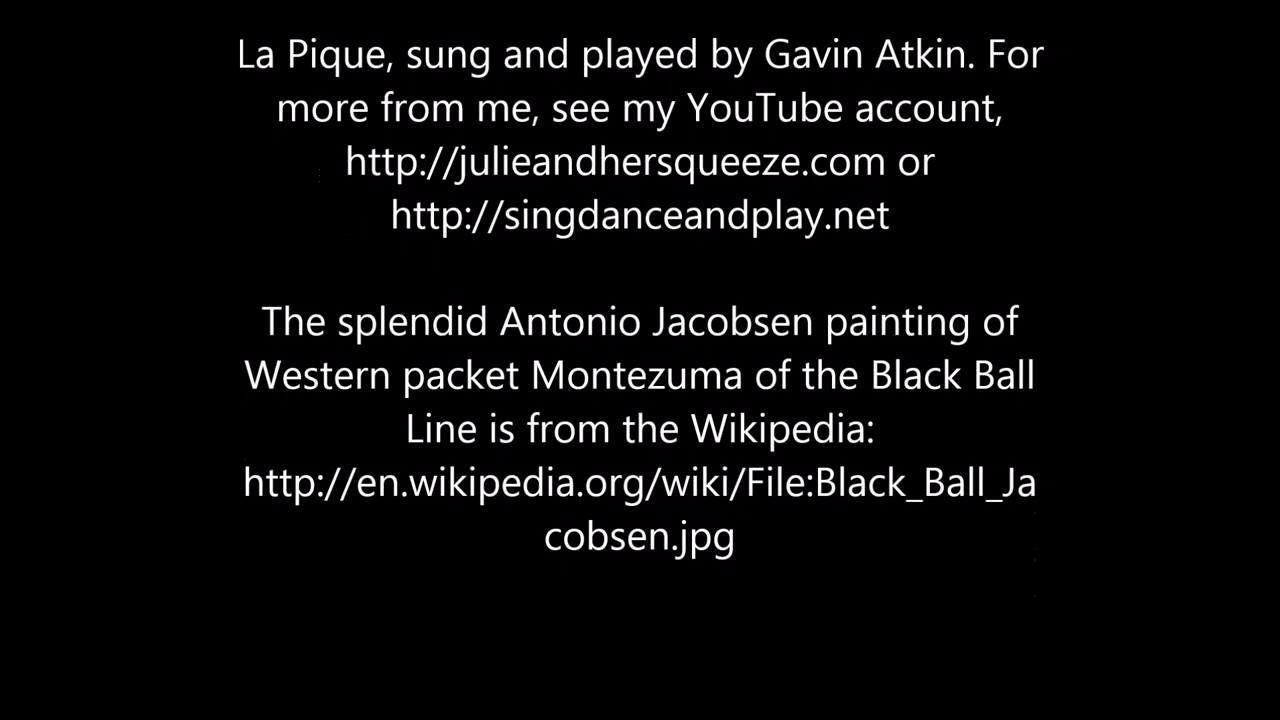 La Pique, sung and played by Gavin Atkin. For
more from me, see my YouTube account,
http://julieandhersqueeze.com or
http://singdanceandplay.net
The splendid Antonio Jacobsen painting of
Western packet Montezuma of the Black Ball
Line is from the Wikipedia:
http://en.wikipedia.org/wiki/File:Black_Ball_Ja
cobsen.jpg